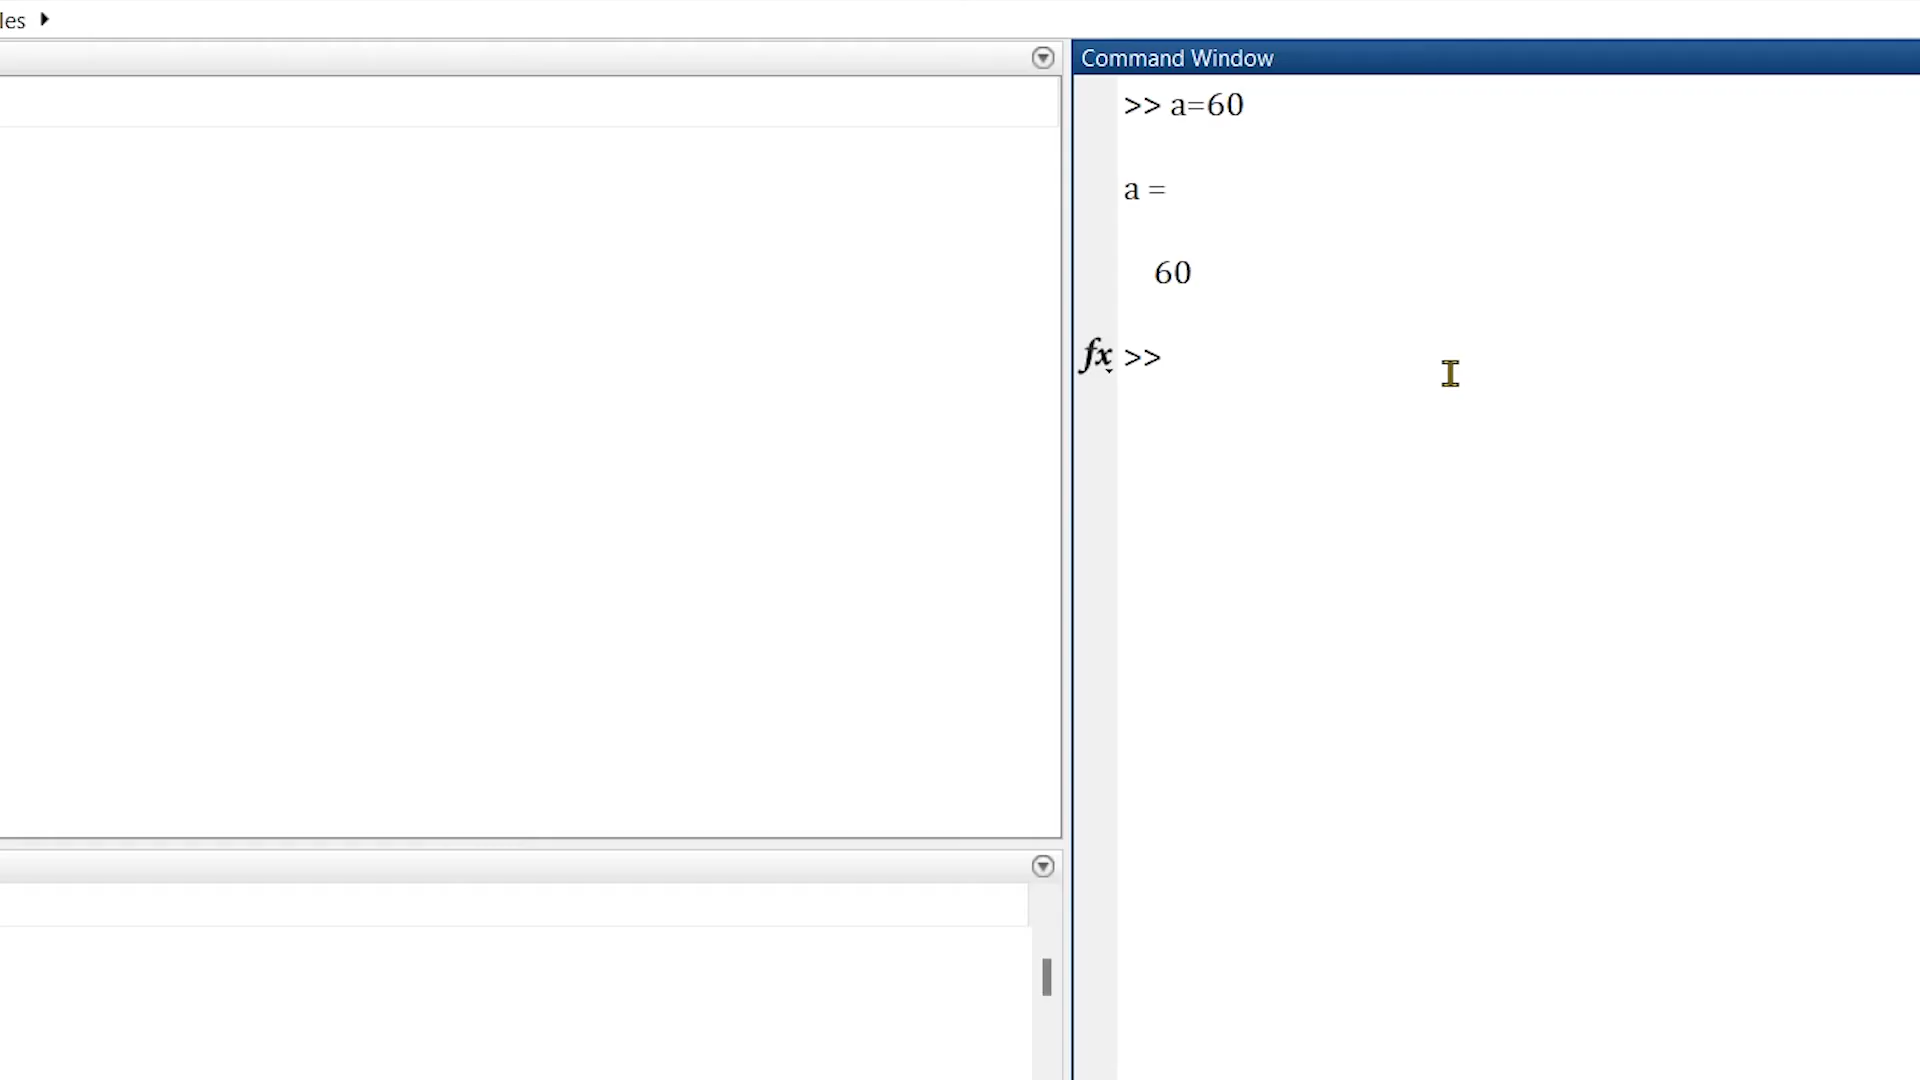 les
Command Window
>> a=60
a =
60
fx >>